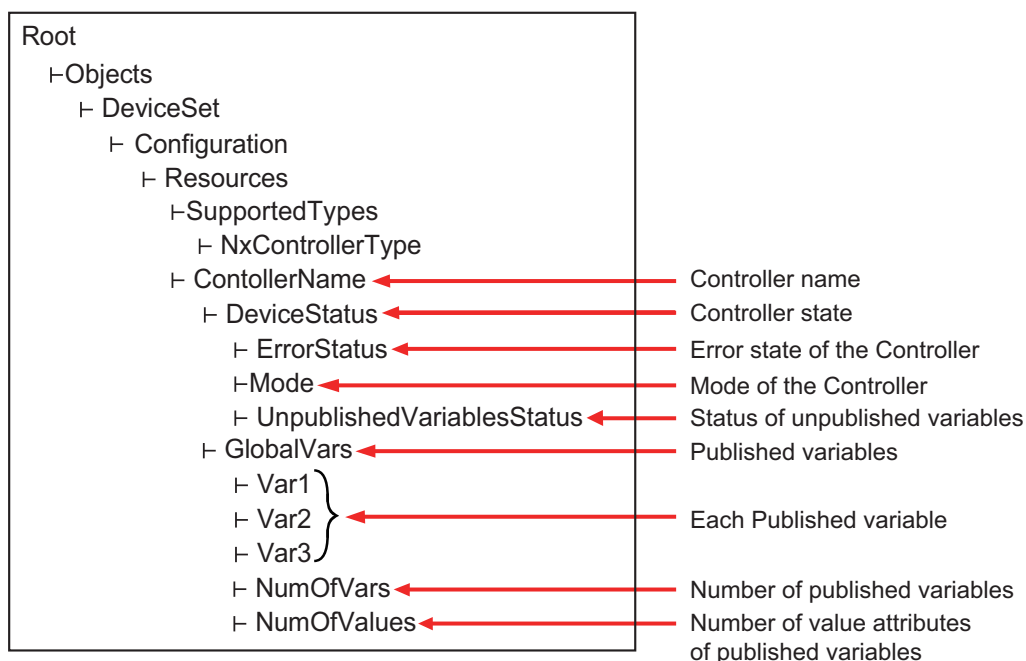 Root
⊢Objects
⊢ DeviceSet
⊢ Configuration
⊢ Resources
⊢SupportedTypes
⊢ NxControllerType
⊢ ContollerName Controller name
⊢ DeviceStatus Controller state
⊢ ErrorStatus Error state of the Controller
⊢Mode Mode of the Controller
⊢ UnpublishedVariablesStatus Status of unpublished variables
⊢ GlobalVars Published variables
⊢ Var1
⊢ Var2 Each Published variable
⊢ Var3
⊢ NumOfVars Number of published variables
⊢ NumOfValues Number of value attributes
of published variables